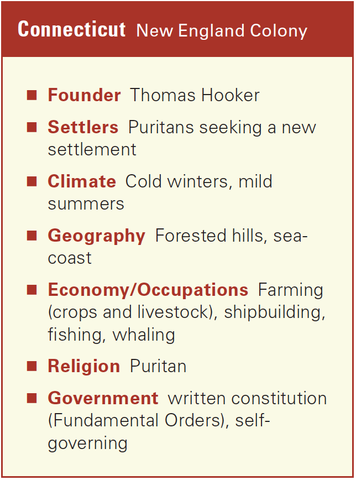 Connecticut New England Colony
■ Founder Thomas Hooker
■ Settlers Puritans seeking a new
settlement
■ Climate Cold winters, mild
summers
■ Geography Forested hills, sea-
coast
■ Economy/Occupations Farming
(crops and livestock), shipbuilding,
fishing, whaling
■ Religion Puritan
■ Government written constitution
(Fundamental Orders), self-
governing